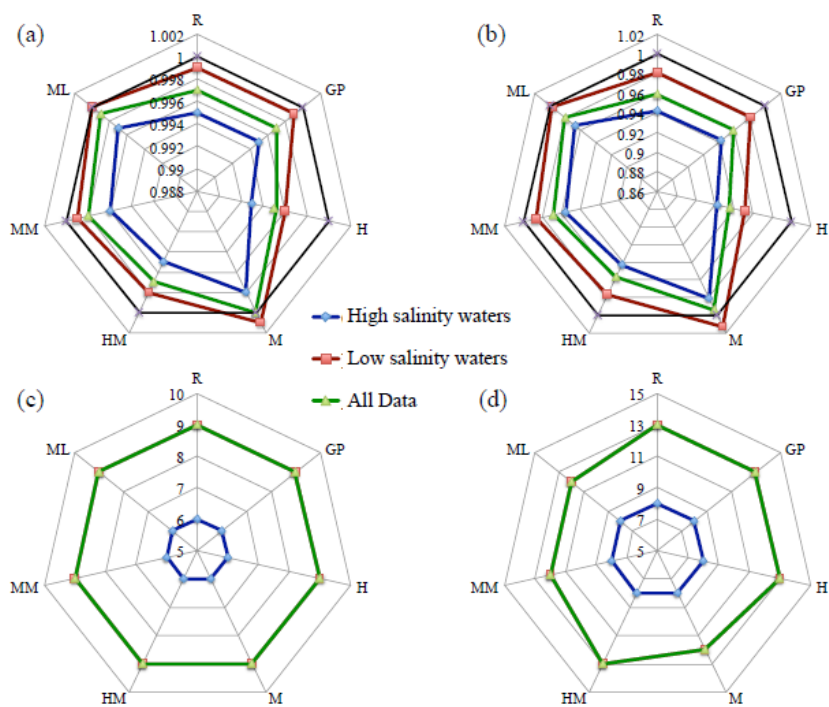 (a)
R
1.002
1
0.998
0.996
0.994
0.992
0.99
0.988
GP
H
M
HM
MM
ML
(b)
R
1.02
1
0.98
0.96
0.94
0.92
0.9
0.88
0.86
GP
H
M
HM
MM
ML
High salinity waters
Low salinity waters
All Data
(c)
R
10
9
8
7
6
5
GP
H
M
HM
MM
ML
(d)
R
15
13
11
9
7
5
GP
H
M
HM
MM
ML